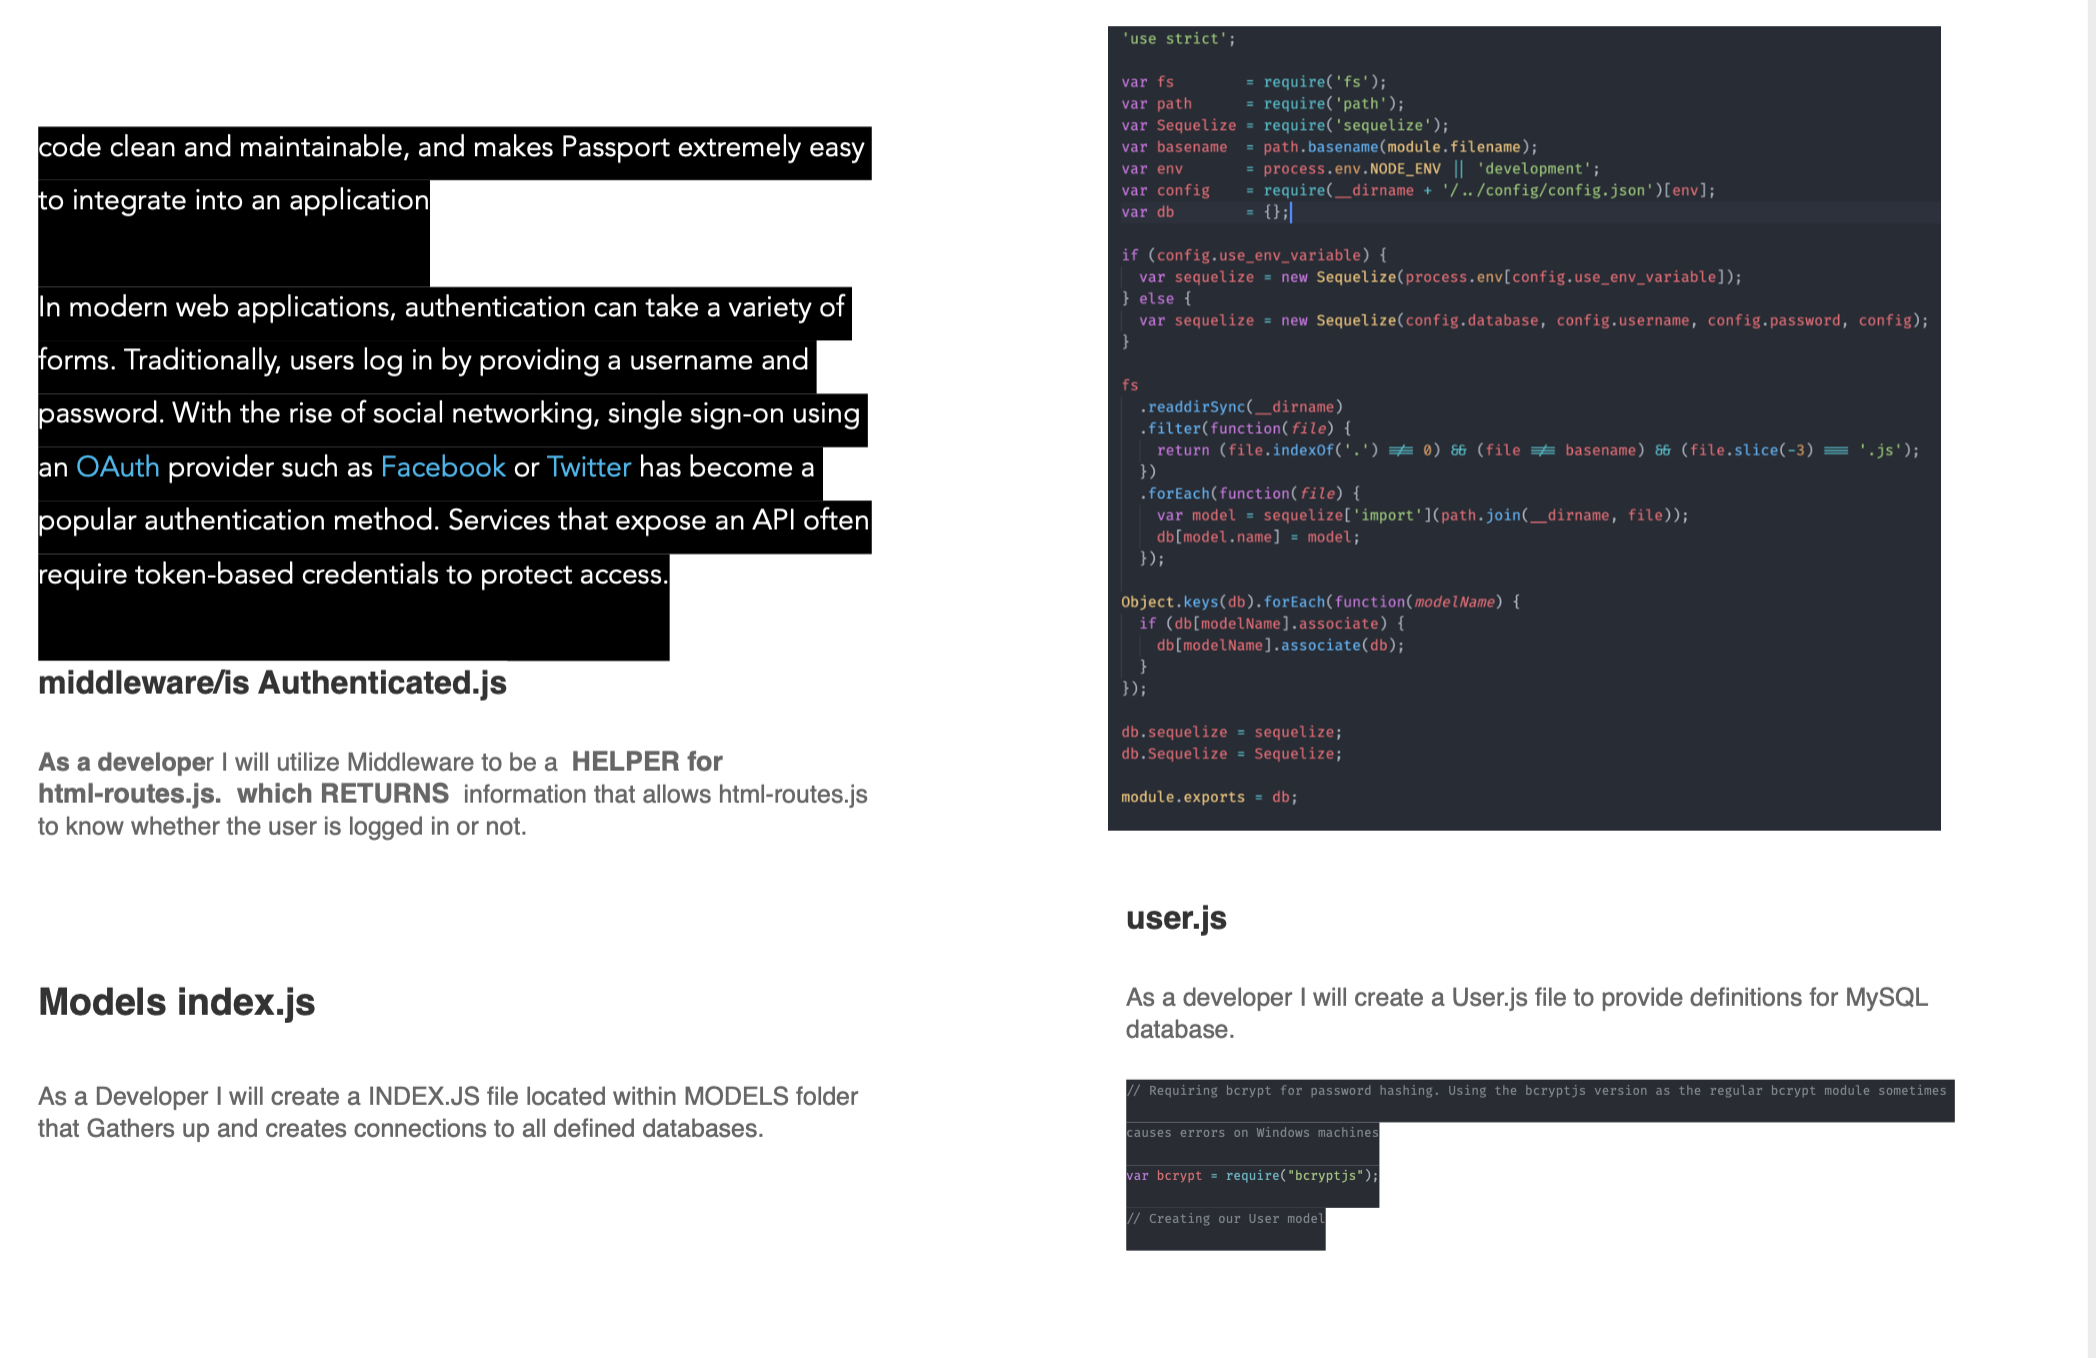 code clean and maintainable, and makes Passport extremely easy
to integrate into an application
In modern web applications, authentication can take a variety of
forms. Traditionally, users log in by providing a username and
password. With the rise of social networking, single sign-on using
an OAuth provider such as Facebook or Twitter has become a
popular authentication method. Services that expose an API often
require token-based credentials to protect access.
middleware/is Authenticated.js
As a developer I will utilize Middleware to be a HELPER for
html-routes.js. which RETURNS information that allows html-routes.js
to know whether the user is logged in or not.
Models index.js
As a Developer I will create a INDEX.JS file located within MODELS folder
that Gathers up and creates connections to all defined databases.
'use strict';
var fs = require('fs');
var path = require('path');
var Sequelize = require('sequelize');
var basename = path.basename(module.filename);
var env = process.env.NODE_ENV || 'development';
var config = require(__dirname + '/../config/config.json')[env];
var db = {};
if (config.use_env_variable) {
var sequelize = new Sequelize(process.env[config.use_env_variable]);
} else {
var sequelize = new Sequelize(config.database, config.username, config.password, config);
}
fs
.readdirSync(__dirname)
.filter(function(file) {
return (file.indexOf('.') !== 0) && (file !== basename) && (file.slice(-3) === '.js');
})
.forEach(function(file) {
var model = sequelize['import'](path.join(__dirname, file));
db[model.name] = model;
});
Object.keys(db).forEach(function(modelName) {
if (db[modelName].associate) {
db[modelName].associate(db);
}
});
db.sequelize = sequelize;
db.Sequelize = Sequelize;
module.exports = db;
user.js
As a developer I will create a User.js file to provide definitions for MySQL
database.
// Requiring bcrypt for password hashing. Using the bcryptjs version as the regular bcrypt module sometimes
causes errors on Windows machines
var bcrypt = require("bcryptjs");
// Creating our User model